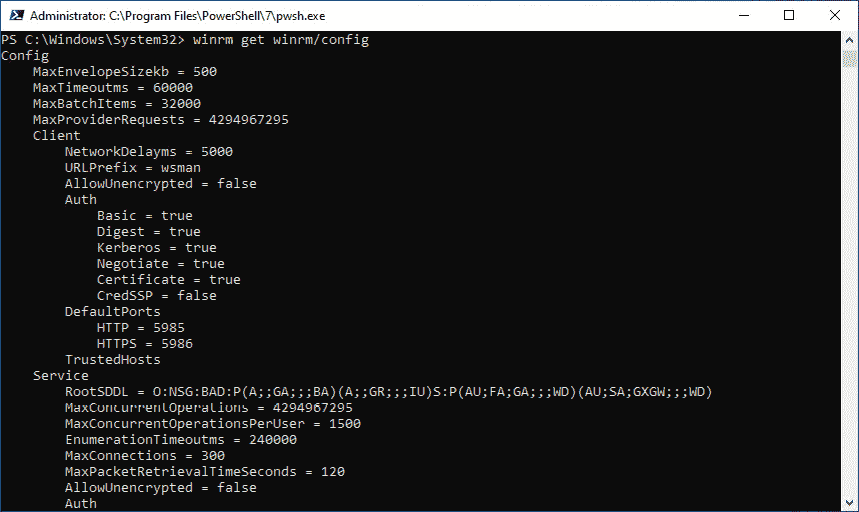 Administrator: C:\Program Files\PowerShell\7\pwsh.exe
PS C:\Windows\System32> winrm get winrm/config
Config
    MaxEnvelopeSizekb = 500
    MaxTimeoutms = 60000
    MaxBatchItems = 32000
    MaxProviderRequests = 4294967295
    Client
        NetworkDelayms = 5000
        URLPrefix = wsman
        AllowUnencrypted = false
        Auth
            Basic = true
            Digest = true
            Kerberos = true
            Negotiate = true
            Certificate = true
            CredSSP = false
        DefaultPorts
            HTTP = 5985
            HTTPS = 5986
        TrustedHosts
    Service
        RootSDDL = O:NSG:BAD:P(A;;GA;;;BA)(A;;GR;;;IU)S:P(AU;FA;GA;;;WD)(AU;SA;GXGW;;;WD)
        MaxConcurrentOperations = 4294967295
        MaxConcurrentOperationsPerUser = 1500
        EnumerationTimeoutms = 240000
        MaxConnections = 300
        MaxPacketRetrievalTimeSeconds = 120
        AllowUnencrypted = false
        Auth